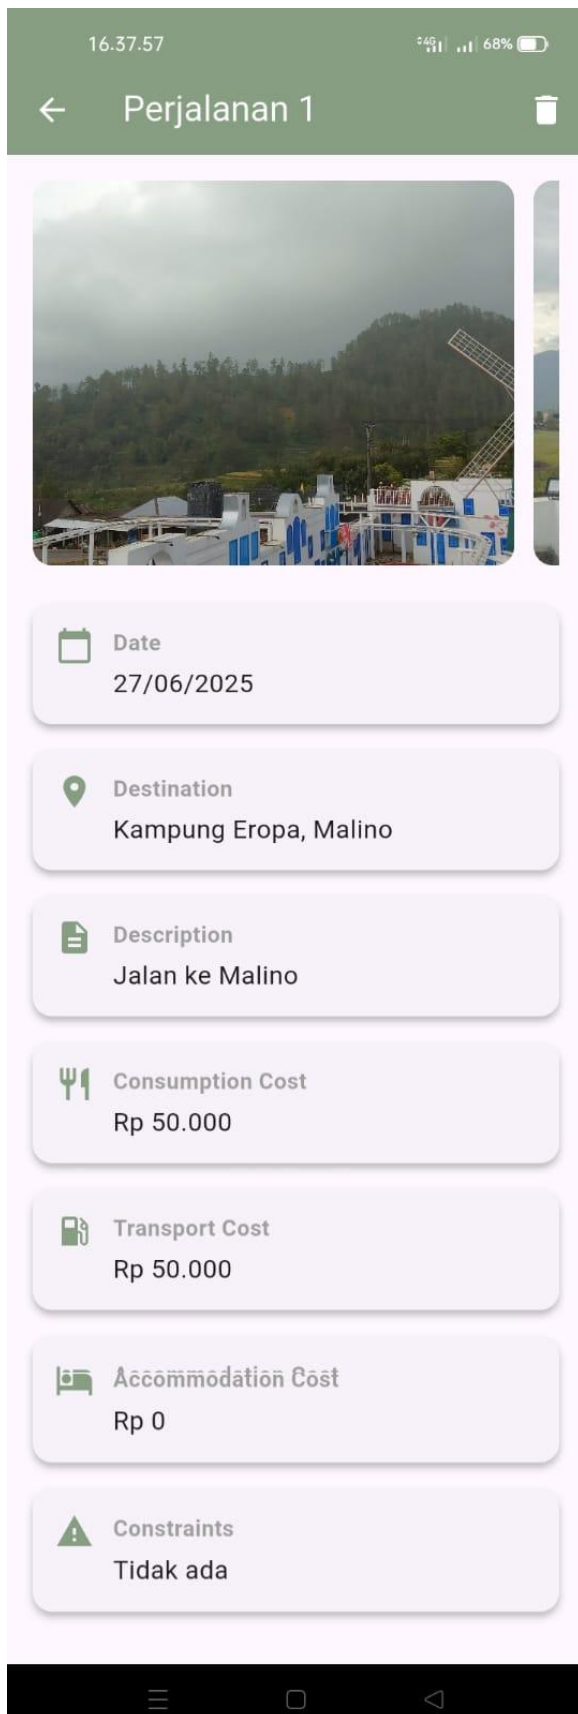 16.37.57
4G 68%
Perjalanan 1
Date
27/06/2025
Destination
Kampung Eropa, Malino
Description
Jalan ke Malino
Consumption Cost
Rp 50.000
Transport Cost
Rp 50.000
Accommodation Cost
Rp 0
Constraints
Tidak ada